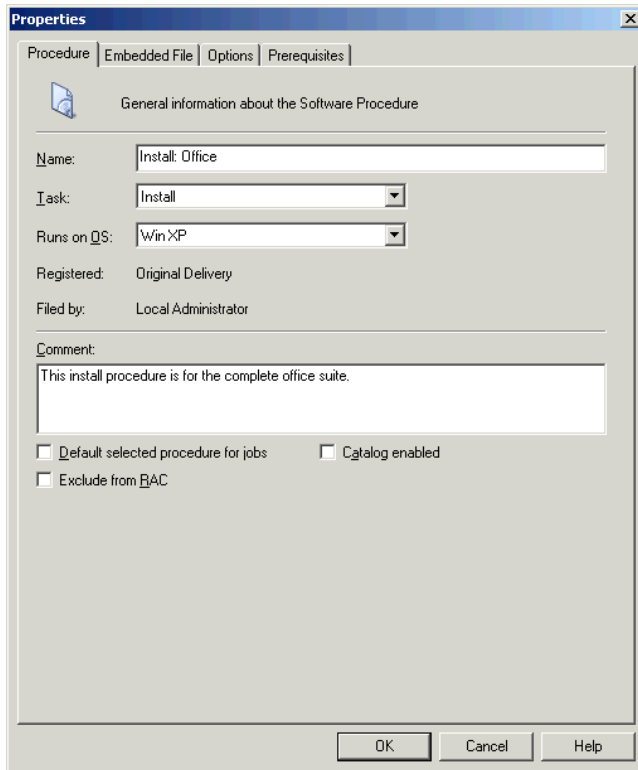 Properties
Procedure Embedded File Options Prerequisites
General information about the Software Procedure
Name: Install: Office
Task: Install
Runs on OS: Win XP
Registered: Original Delivery
Filed by: Local Administrator
Comment:
This install procedure is for the complete office suite.
Default selected procedure for jobs Catalog enabled
Exclude from RAC
OK Cancel Help